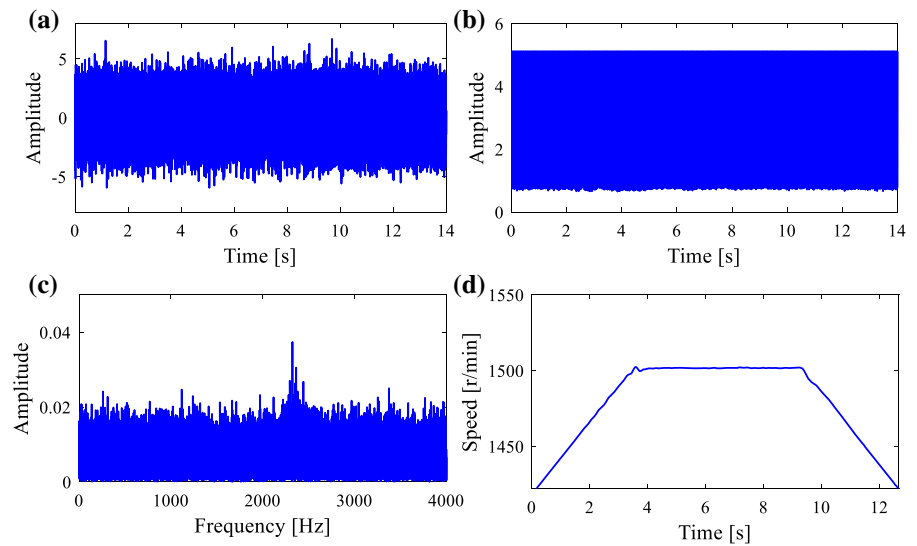 (a)
Amplitude
5
0
-5
0 2 4 6 8 10 12 14
Time [s]
(b)
Amplitude
6
4
2
0
0 2 4 6 8 10 12 14
Time [s]
(c)
Amplitude
0.04
0.02
0
0 1000 2000 3000 4000
Frequency [Hz]
(d)
Speed [r/min]
1550
1500
1450
0 2 4 6 8 10 12
Time [s]